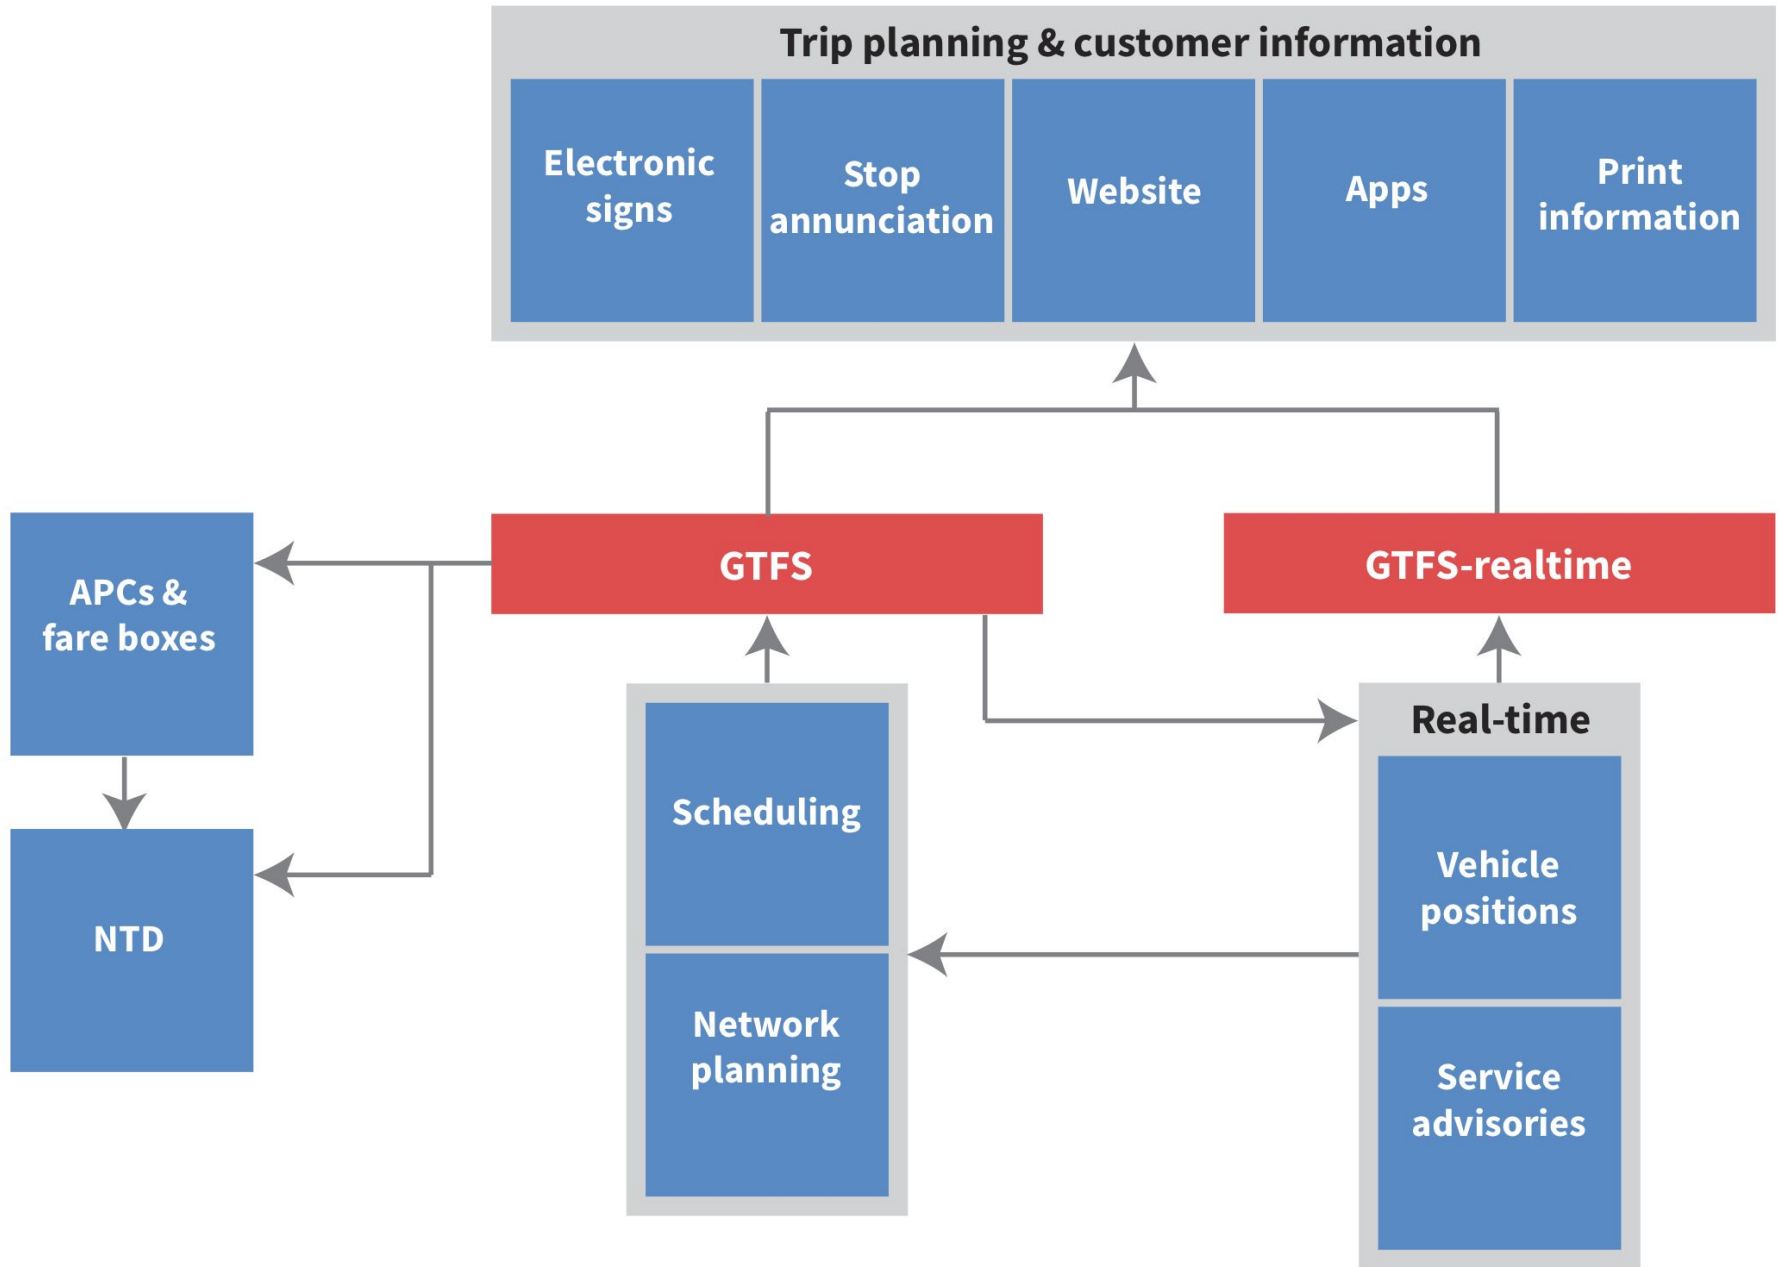 Trip planning & customer information
Electronic
signs
Stop
annunciation
Website
Apps
Print
information
APCs &
fare boxes
GTFS
GTFS-realtime
NTD
Scheduling
Network
planning
Real-time
Vehicle
positions
Service
advisories